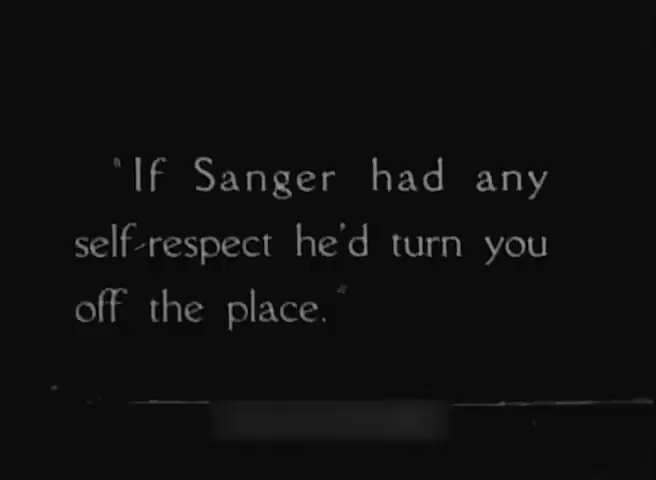 "If Sanger had any
self-respect he'd turn you
off the place."